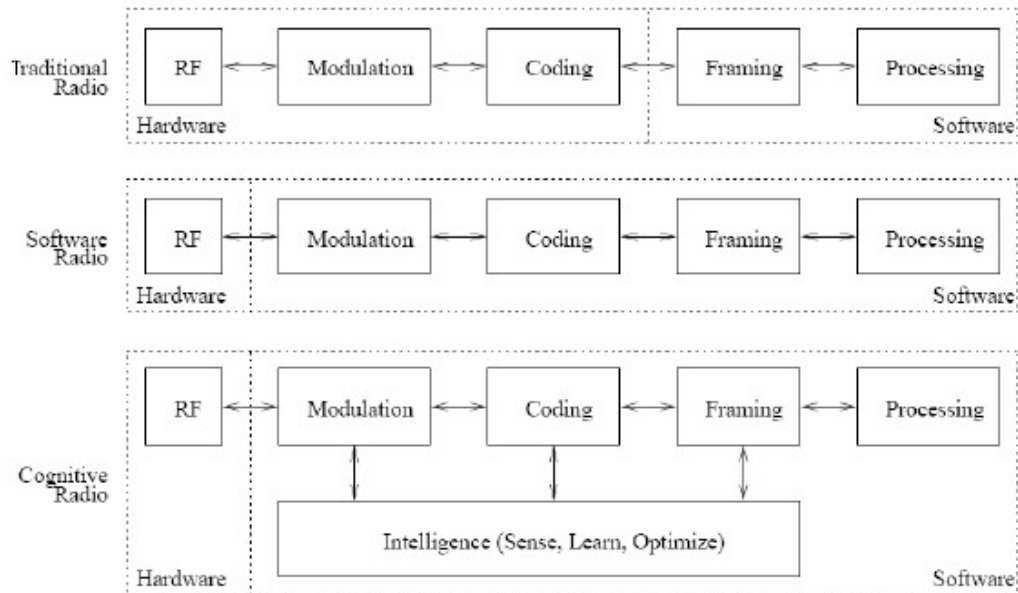 Traditional
Radio
RF
Modulation
Coding
Framing
Processing
Hardware
Software
Software
Radio
RF
Modulation
Coding
Framing
Processing
Hardware
Software
Cognitive
Radio
RF
Modulation
Coding
Framing
Processing
Intelligence (Sense, Learn, Optimize)
Hardware
Software